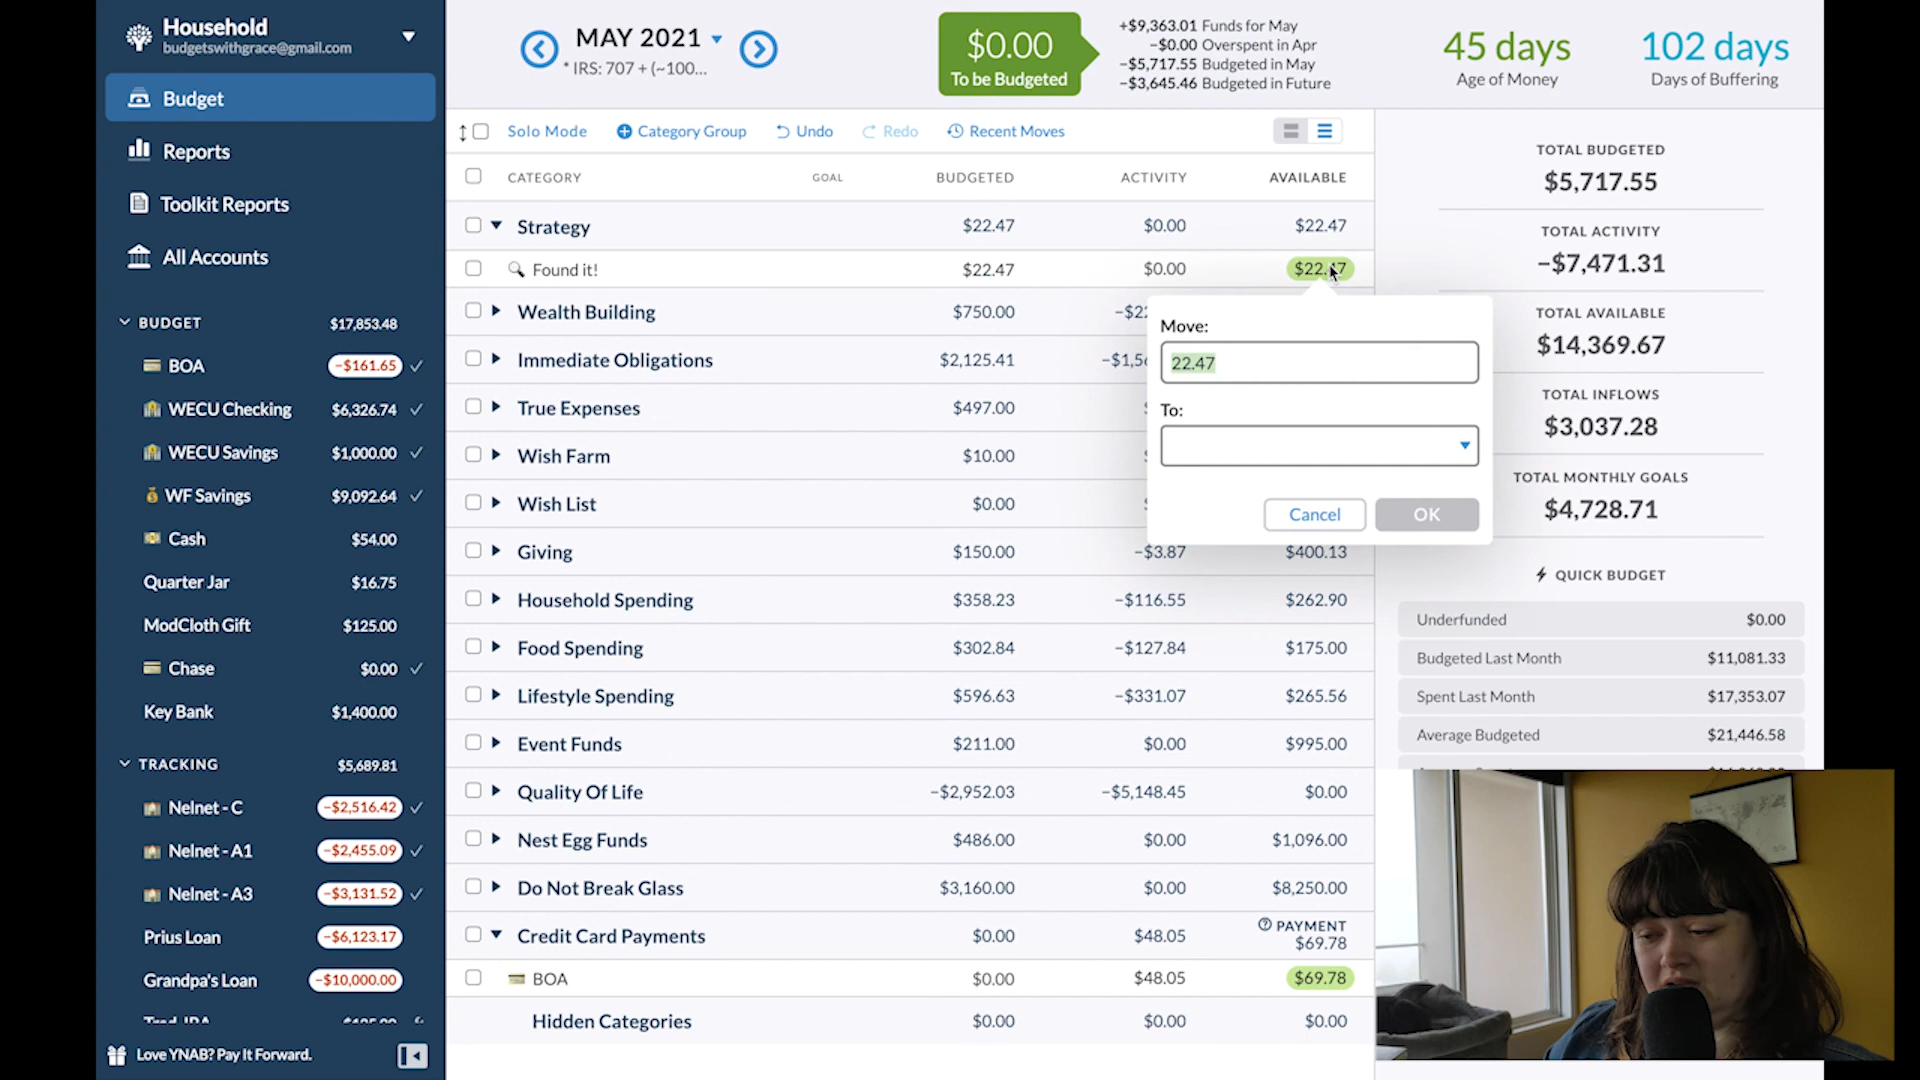 Household
budgetswithgrace@gmail.com
Budget
Reports
Toolkit Reports
All Accounts
BUDGET $17,853.48
BOA −$161.65
WECU Checking $6,326.74
WECU Savings $1,000.00
WF Savings $9,092.64
Cash $54.00
Quarter Jar $16.75
ModCloth Gift $125.00
Chase $0.00
Key Bank $1,400.00
TRACKING $5,689.81
Nelnet - C −$2,516.42
Nelnet - A1 −$2,455.09
Nelnet - A3 −$3,131.52
Prius Loan −$6,123.17
Grandpa's Loan −$10,000.00
Love YNAB? Pay It Forward.
MAY 2021
* IRS: 707 + (~100...
$0.00
To be Budgeted
+$9,363.01 Funds for May
−$0.00 Overspent in Apr
−$5,717.55 Budgeted in May
−$3,645.46 Budgeted in Future
45 days
Age of Money
102 days
Days of Buffering
Solo Mode Category Group Undo Redo Recent Moves
CATEGORY GOAL BUDGETED ACTIVITY AVAILABLE
Strategy $22.47 $0.00 $22.47
Found it! $22.47 $0.00
Wealth Building $750.00
Immediate Obligations $2,125.41
True Expenses $497.00
Wish Farm $10.00
Wish List $0.00
Giving $150.00 −$3.87 $400.13
Household Spending $358.23 −$116.55 $262.90
Food Spending $302.84 −$127.84 $175.00
Lifestyle Spending $596.63 −$331.07 $265.56
Event Funds $211.00 $0.00 $995.00
Quality Of Life −$2,952.03 −$5,148.45 $0.00
Nest Egg Funds $486.00 $0.00 $1,096.00
Do Not Break Glass $3,160.00 $0.00 $8,250.00
PAYMENT
Credit Card Payments $0.00 $48.05 $69.78
BOA $0.00 $48.05 $69.78
Hidden Categories $0.00 $0.00 $0.00
Move:
22.47
To:
Cancel OK
TOTAL BUDGETED
$5,717.55
TOTAL ACTIVITY
−$7,471.31
TOTAL AVAILABLE
$14,369.67
TOTAL INFLOWS
$3,037.28
TOTAL MONTHLY GOALS
$4,728.71
QUICK BUDGET
Underfunded $0.00
Budgeted Last Month $11,081.33
Spent Last Month $17,353.07
Average Budgeted $21,446.58